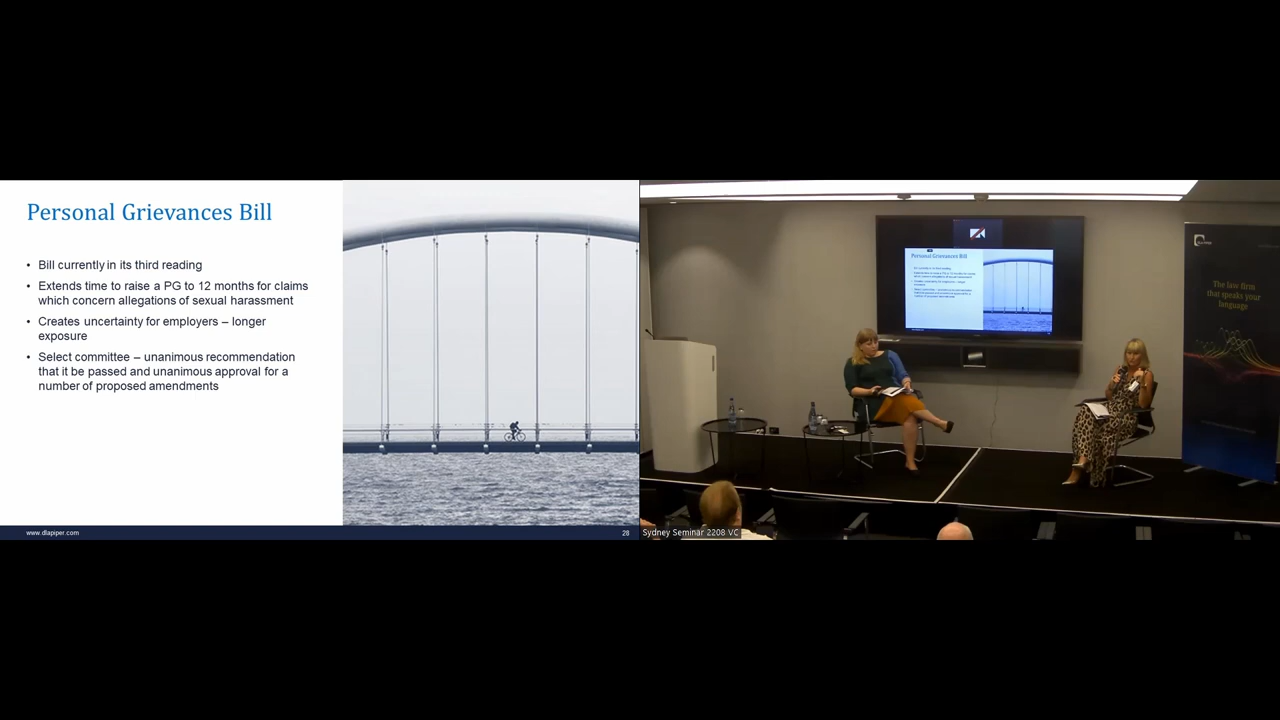 Personal Grievances Bill
• Bill currently in its third reading
• Extends time to raise a PG to 12 months for claims
which concern allegations of sexual harassment
• Creates uncertainty for employers – longer
exposure
• Select committee – unanimous recommendation
that it be passed and unanimous approval for a
number of proposed amendments
www.dlapiper.com
28
Personal Grievances Bill
The law firm
that speaks your
language
Sydney Seminar 2208 VC